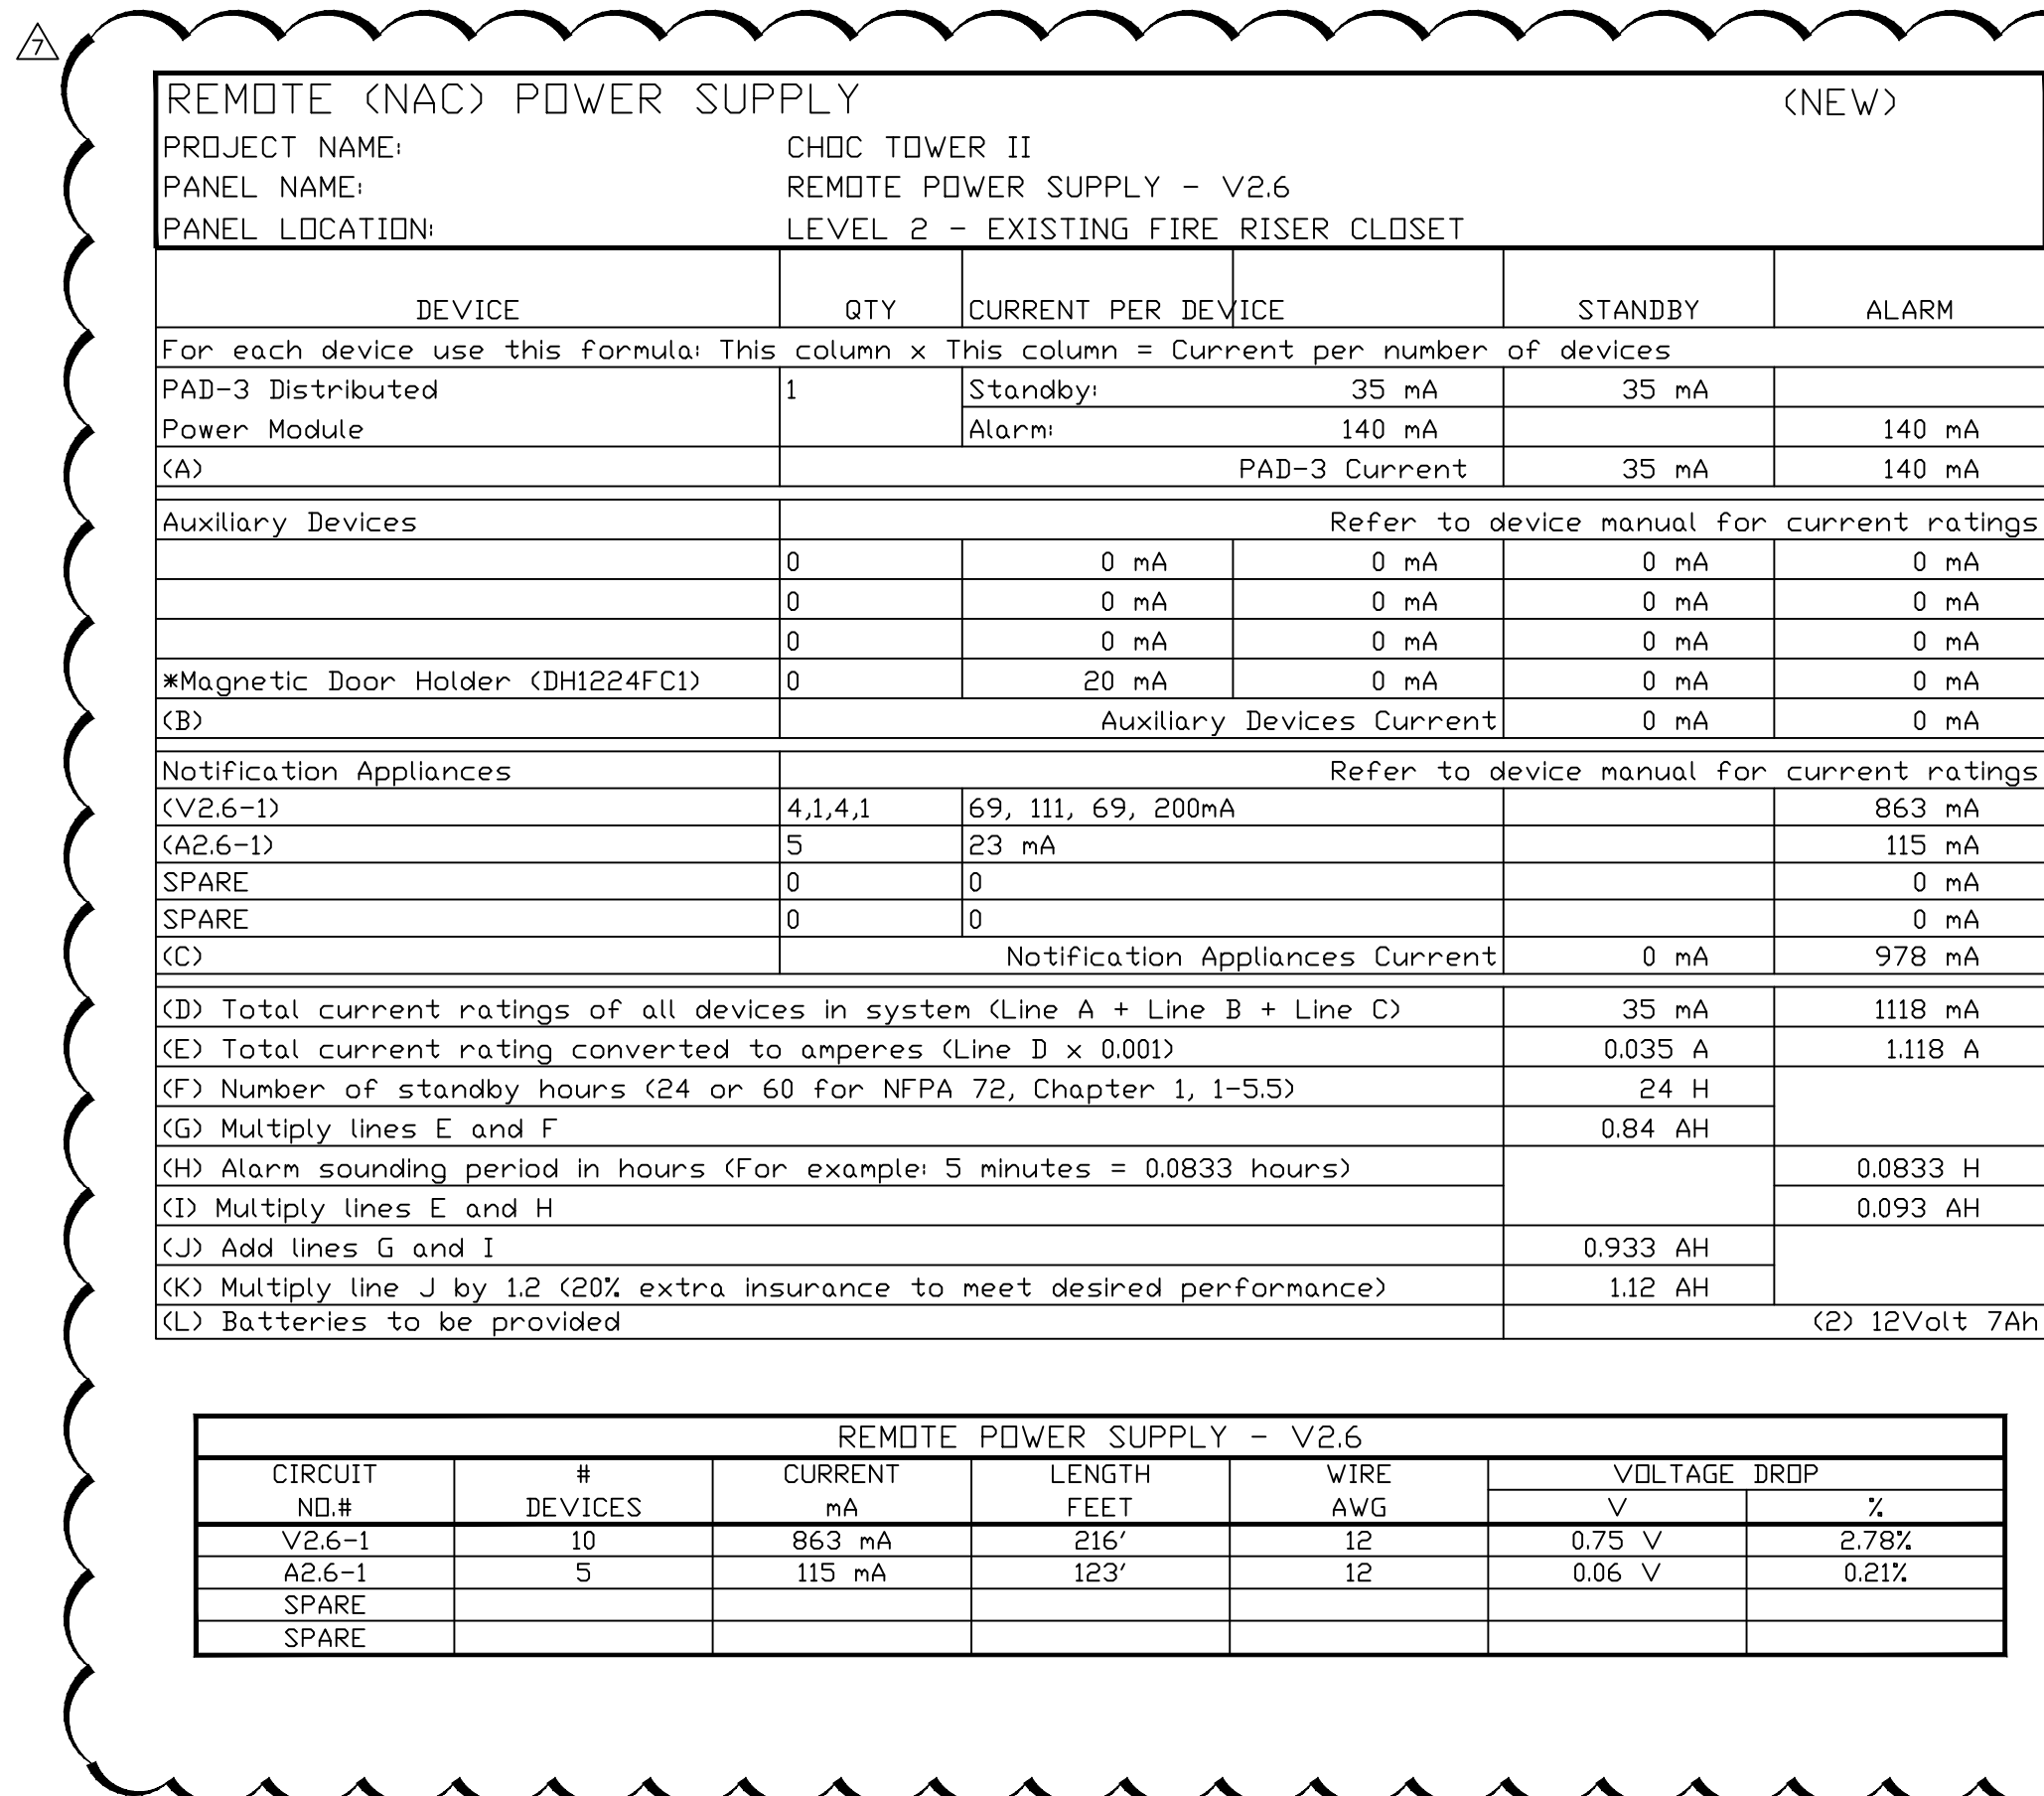 7
REMOTE (NAC) POWER SUPPLY (NEW)
PROJECT NAME: CHOC TOWER II
PANEL NAME: REMOTE POWER SUPPLY - V2.6
PANEL LOCATION: LEVEL 2 - EXISTING FIRE RISER CLOSET
DEVICE QTY CURRENT PER DEVICE STANDBY ALARM
For each device use this formula: This column x This column = Current per number of devices
PAD-3 Distributed 1 Standby: 35 mA 35 mA
Power Module Alarm: 140 mA 140 mA
(A) PAD-3 Current 35 mA 140 mA
Auxiliary Devices Refer to device manual for current ratings
0 0 mA 0 mA 0 mA 0 mA
0 0 mA 0 mA 0 mA 0 mA
0 0 mA 0 mA 0 mA 0 mA
*Magnetic Door Holder (DH1224FC1) 0 20 mA 0 mA 0 mA 0 mA
(B) Auxiliary Devices Current 0 mA 0 mA
Notification Appliances Refer to device manual for current ratings
(V2.6-1) 4,1,4,1 69, 111, 69, 200mA 863 mA
(A2.6-1) 5 23 mA 115 mA
SPARE 0 0 0 mA
SPARE 0 0 0 mA
(C) Notification Appliances Current 0 mA 978 mA
(D) Total current ratings of all devices in system (Line A + Line B + Line C) 35 mA 1118 mA
(E) Total current rating converted to amperes (Line D x 0.001) 0.035 A 1.118 A
(F) Number of standby hours (24 or 60 for NFPA 72, Chapter 1, 1-5.5) 24 H
(G) Multiply lines E and F 0.84 AH
(H) Alarm sounding period in hours (For example: 5 minutes = 0.0833 hours) 0.0833 H
(I) Multiply lines E and H 0.093 AH
(J) Add lines G and I 0.933 AH
(K) Multiply line J by 1.2 (20% extra insurance to meet desired performance) 1.12 AH
(L) Batteries to be provided (2) 12Volt 7Ah
REMOTE POWER SUPPLY - V2.6
CIRCUIT # CURRENT LENGTH WIRE VOLTAGE DROP
NO.# DEVICES mA FEET AWG V %
V2.6-1 10 863 mA 216' 12 0.75 V 2.78%
A2.6-1 5 115 mA 123' 12 0.06 V 0.21%
SPARE
SPARE